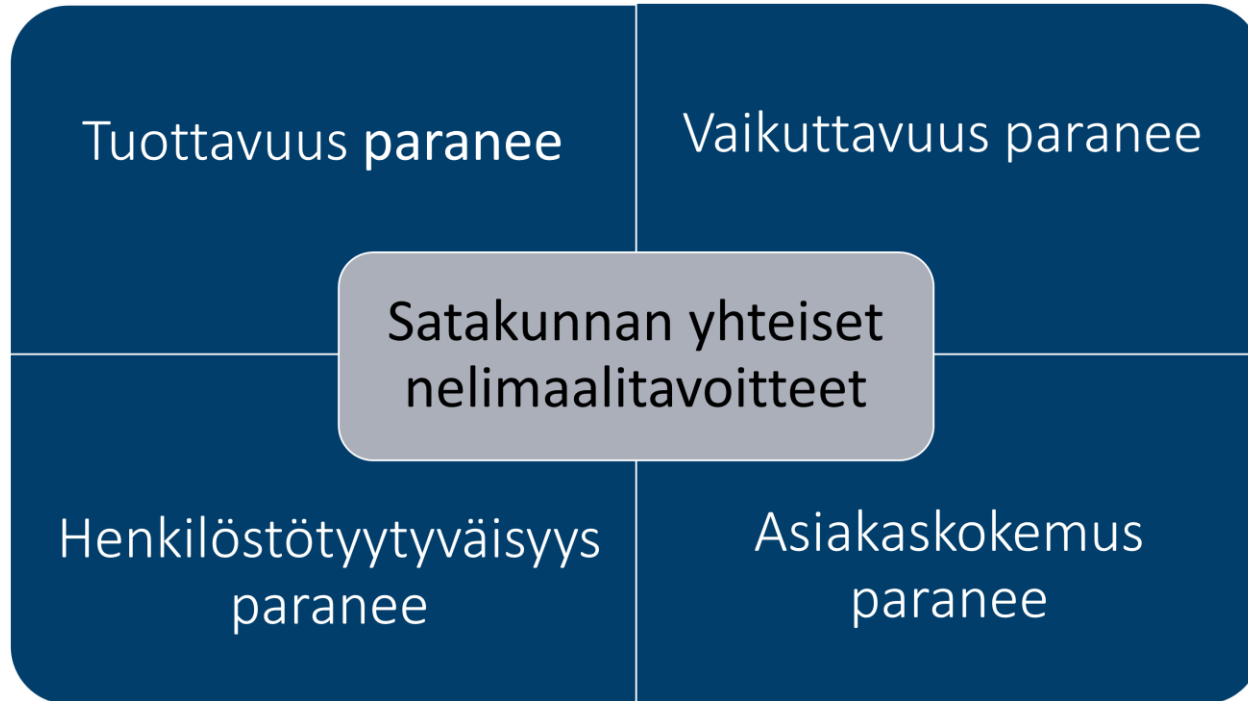 Tuottavuus paranee
Vaikuttavuus paranee
Satakunnan yhteiset
nelimaalitavoitteet
Henkilöstötyytyväisyys
paranee
Asiakaskokemus
paranee